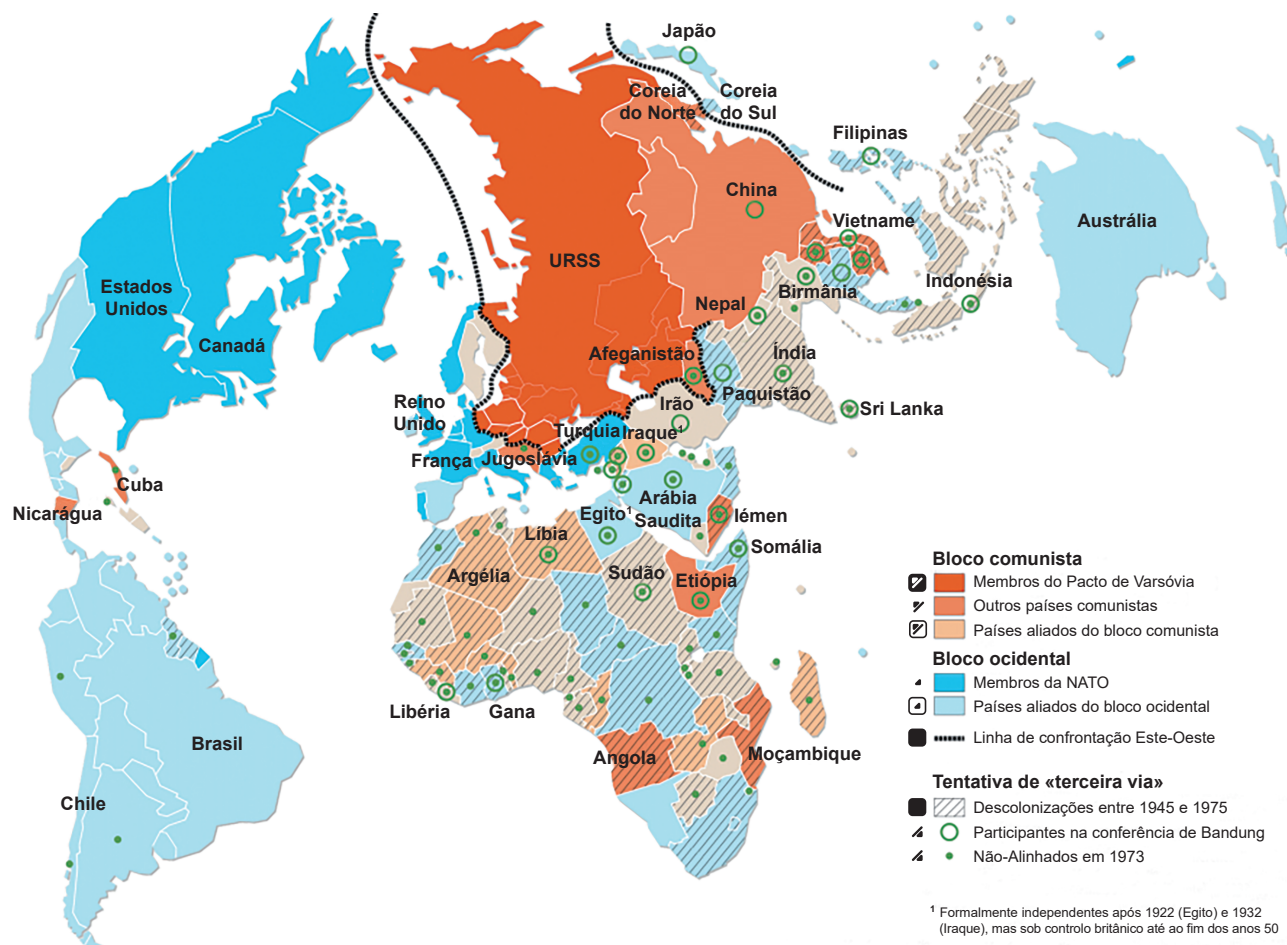 Japão
Coreia
do Norte
Coreia
do Sul
Filipinas
China
Vietname
Austrália
URSS
Estados
Unidos
Canadá
Nepal
Birmânia
Indonésia
Afeganistão
Índia
Paquistão
Reino
Unido
Irão
Sri Lanka
Turquia
Iraque¹
França
Jugoslávia
Cuba
Nicarágua
Arábia
Saudita
Egito¹
Iémen
Líbia
Somália
Argélia
Sudão
Etiópia
Libéria
Gana
Brasil
Angola
Moçambique
Chile
Bloco comunista
Membros do Pacto de Varsóvia
Outros países comunistas
Países aliados do bloco comunista
Bloco ocidental
Membros da NATO
Países aliados do bloco ocidental
Linha de confrontação Este-Oeste
Tentativa de «terceira via»
Descolonizações entre 1945 e 1975
Participantes na conferência de Bandung
Não-Alinhados em 1973
¹ Formalmente independentes após 1922 (Egito) e 1932
(Iraque), mas sob controlo britânico até ao fim dos anos 50